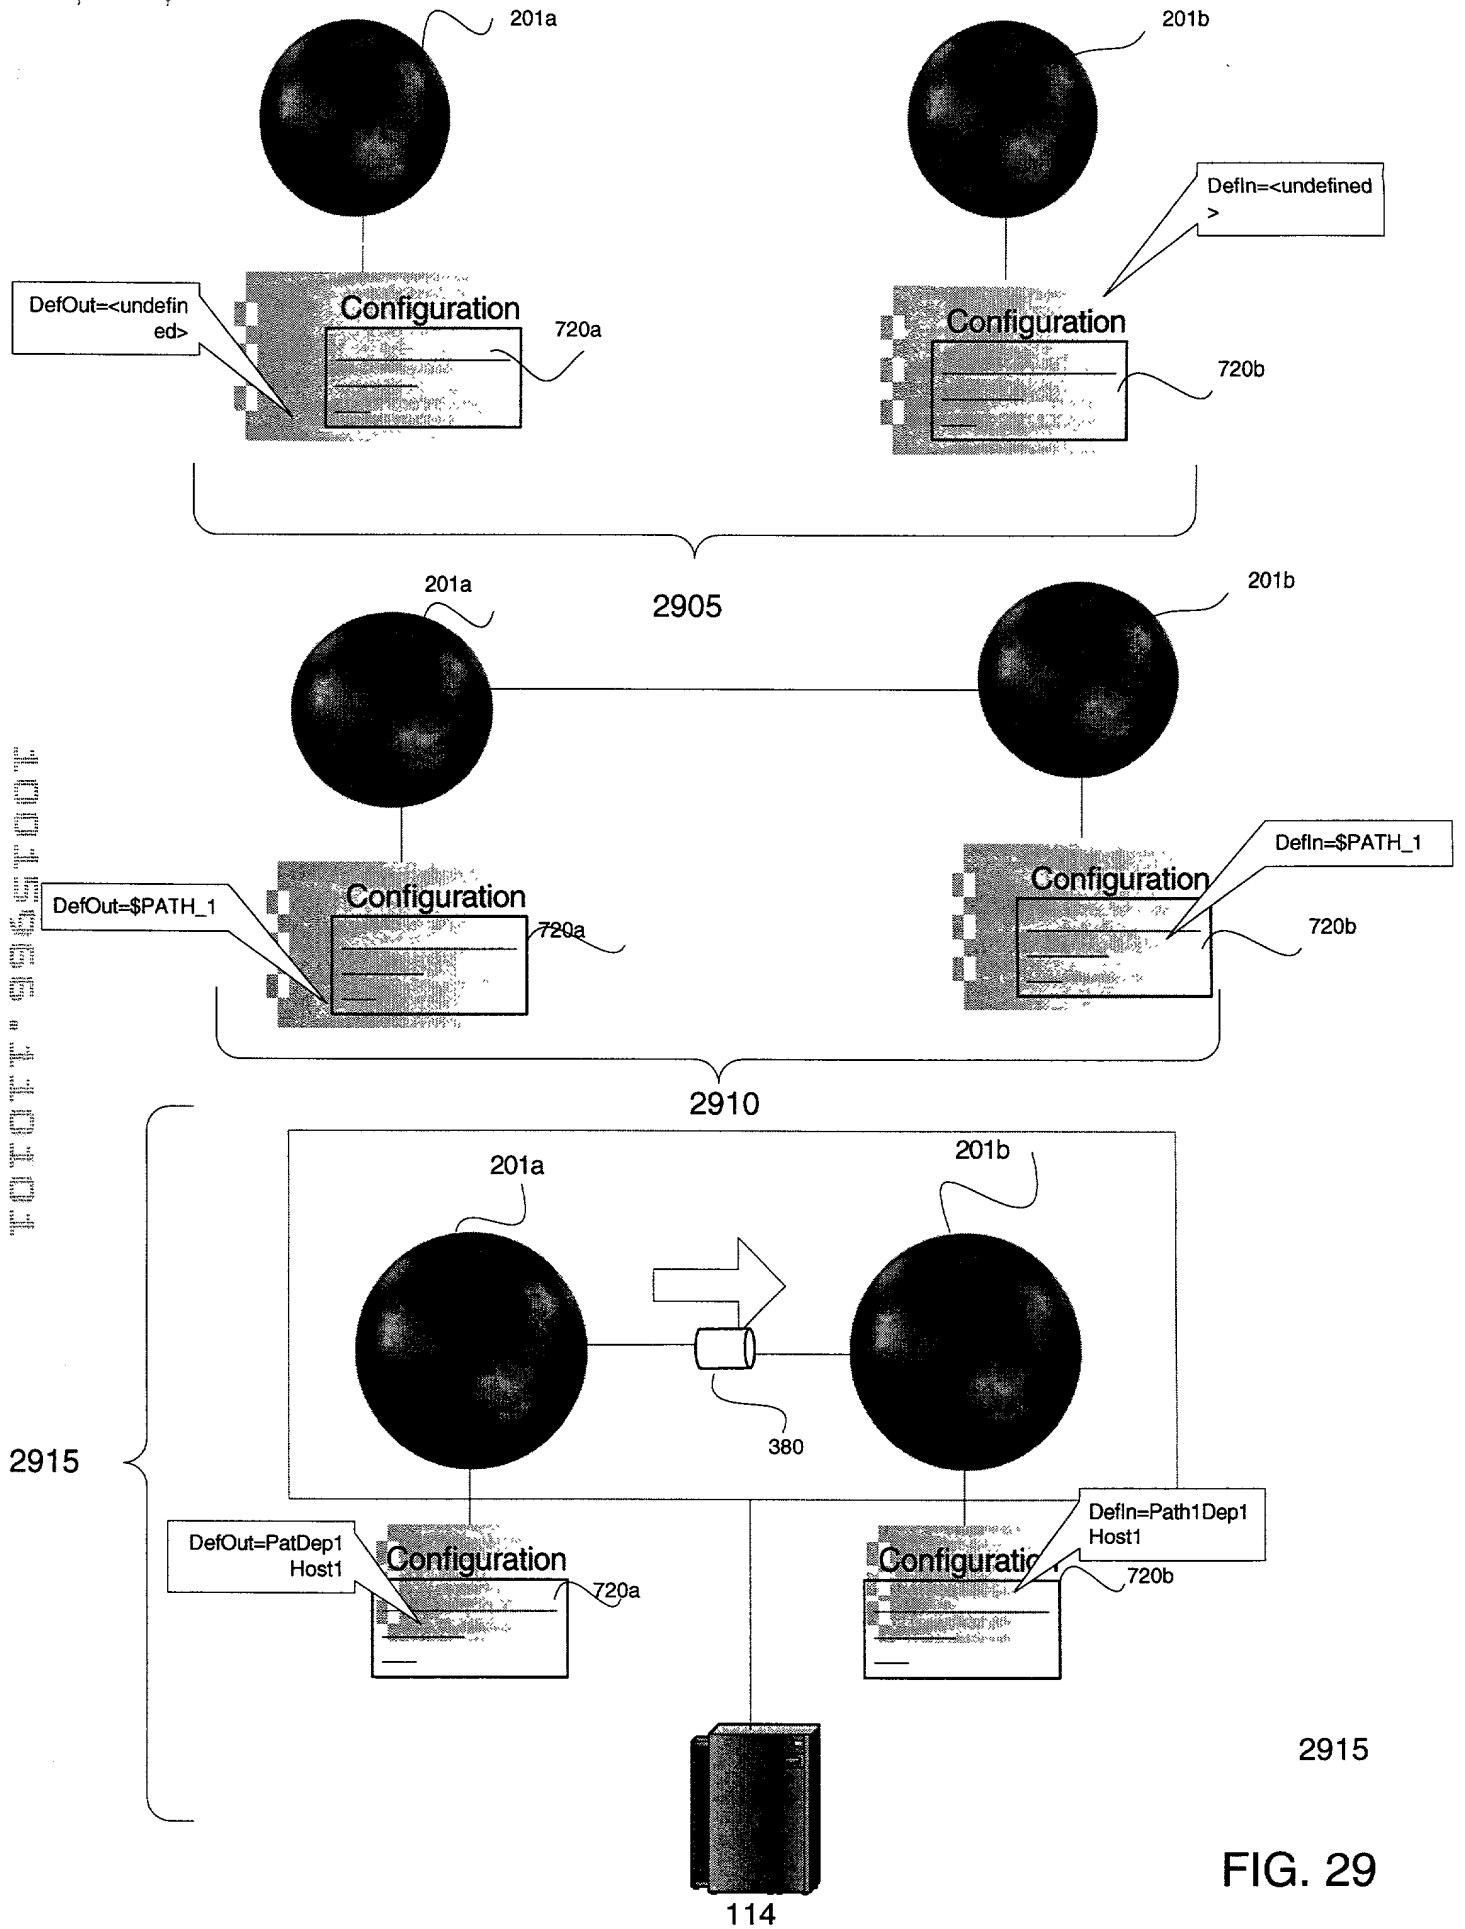 201a
201b
DefIn=<undefined
>
DefOut=<undefin
ed>
Configuration
720a
Configuration
720b
2905
201a
201b
DefIn=$PATH_1
DefOut=$PATH_1
Configuration
720a
Configuration
720b
2910
201a
201b
380
2915
DefOut=PatDep1
Host1
Configuration
720a
DefIn=Path1Dep1
Host1
Configuration
720b
2915
FIG. 29
114